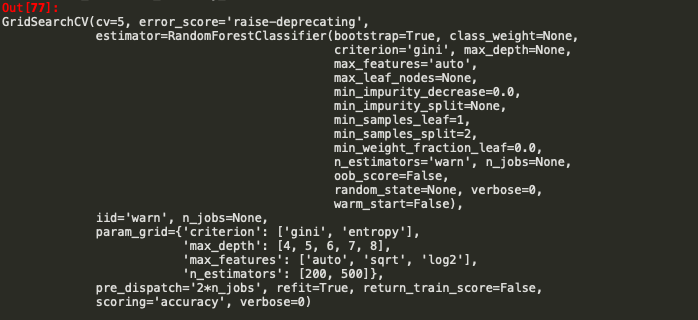 Out[77]:
GridSearchCV(cv=5, error_score='raise-deprecating',
             estimator=RandomForestClassifier(bootstrap=True, class_weight=None,
                                              criterion='gini', max_depth=None,
                                              max_features='auto',
                                              max_leaf_nodes=None,
                                              min_impurity_decrease=0.0,
                                              min_impurity_split=None,
                                              min_samples_leaf=1,
                                              min_samples_split=2,
                                              min_weight_fraction_leaf=0.0,
                                              n_estimators='warn', n_jobs=None,
                                              oob_score=False,
                                              random_state=None, verbose=0,
                                              warm_start=False),
             iid='warn', n_jobs=None,
             param_grid={'criterion': ['gini', 'entropy'],
                         'max_depth': [4, 5, 6, 7, 8],
                         'max_features': ['auto', 'sqrt', 'log2'],
                         'n_estimators': [200, 500]},
             pre_dispatch='2*n_jobs', refit=True, return_train_score=False,
             scoring='accuracy', verbose=0)